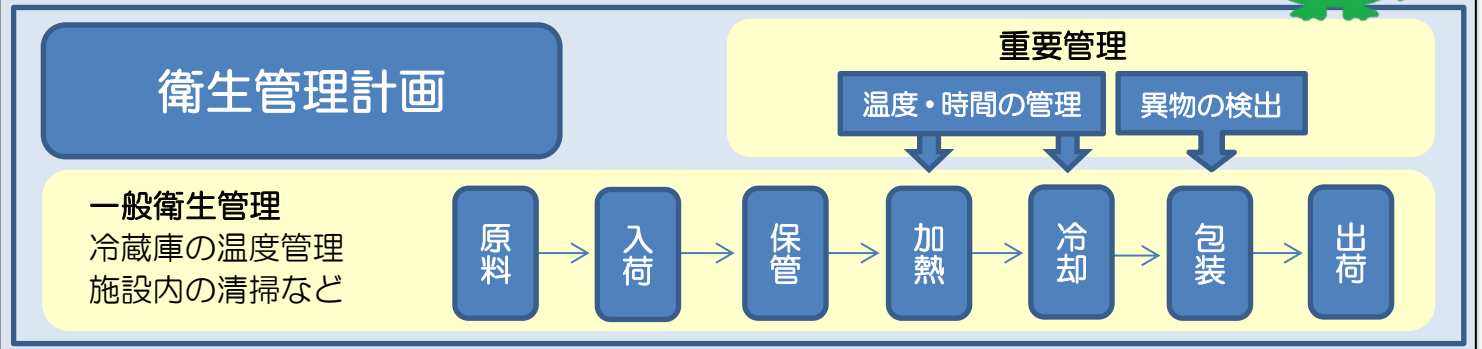 衛生管理計画
重要管理
温度・時間の管理
異物の検出
一般衛生管理
冷蔵庫の温度管理
施設内の清掃など
原料
入荷
保管
加熱
冷却
包装
出荷